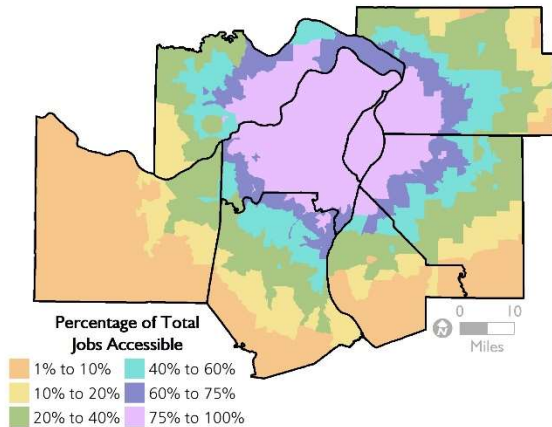 0 10
N
Miles
Percentage of Total
Jobs Accessible
1% to 10%
10% to 20%
20% to 40%
40% to 60%
60% to 75%
75% to 100%